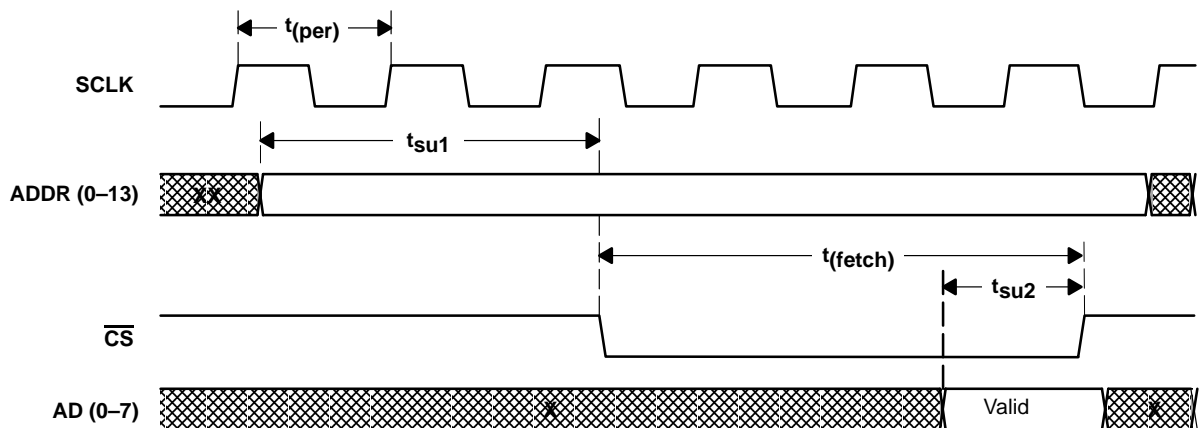 t(per)
SCLK
tsu1
ADDR (0–13)
XX
t(fetch)
tsu2
CS
AD (0–7)
X
Valid
X